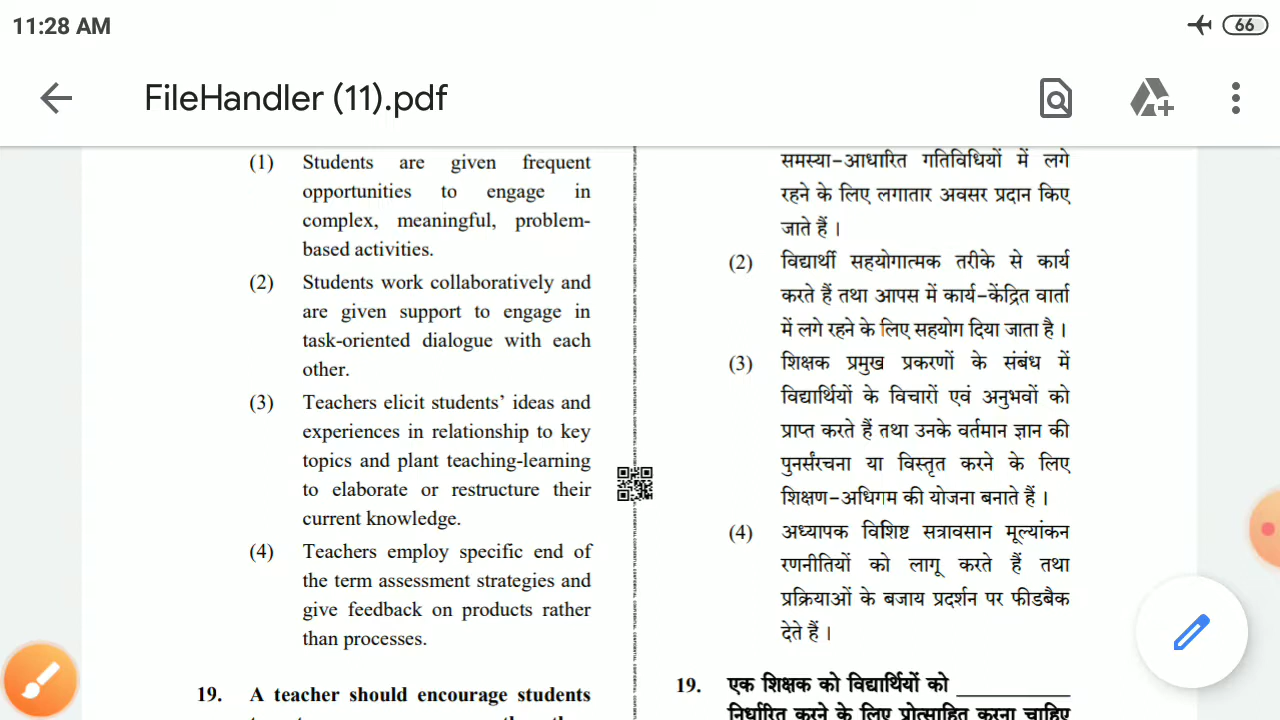 11:28 AM
66
FileHandler (11).pdf
(1) Students are given frequent
opportunities to engage in
complex, meaningful, problem-
based activities.
(2) Students work collaboratively and
are given support to engage in
task-oriented dialogue with each
other.
(3) Teachers elicit students’ ideas and
experiences in relationship to key
topics and plant teaching-learning
to elaborate or restructure their
current knowledge.
(4) Teachers employ specific end of
the term assessment strategies and
give feedback on products rather
than processes.
19. A teacher should encourage students
समस्या-आधारित गतिविधियों में लगे
रहने के लिए लगातार अवसर प्रदान किए
जाते हैं ।
(2) विद्यार्थी सहयोगात्मक तरीके से कार्य
करते हैं तथा आपस में कार्य-केंद्रित वार्ता
में लगे रहने के लिए सहयोग दिया जाता है ।
(3) शिक्षक प्रमुख प्रकरणों के संबंध में
विद्यार्थियों के विचारों एवं अनुभवों को
प्राप्त करते हैं तथा उनके वर्तमान ज्ञान की
पुनर्संरचना या विस्तृत करने के लिए
शिक्षण-अधिगम की योजना बनाते हैं ।
(4) अध्यापक विशिष्ट सत्रावसान मूल्यांकन
रणनीतियों को लागू करते हैं तथा
प्रक्रियाओं के बजाय प्रदर्शन पर फीडबैक
देते हैं ।
19. एक शिक्षक को विद्यार्थियों को ____________
निर्धारित करने के लिए प्रोत्साहित करना चाहिए